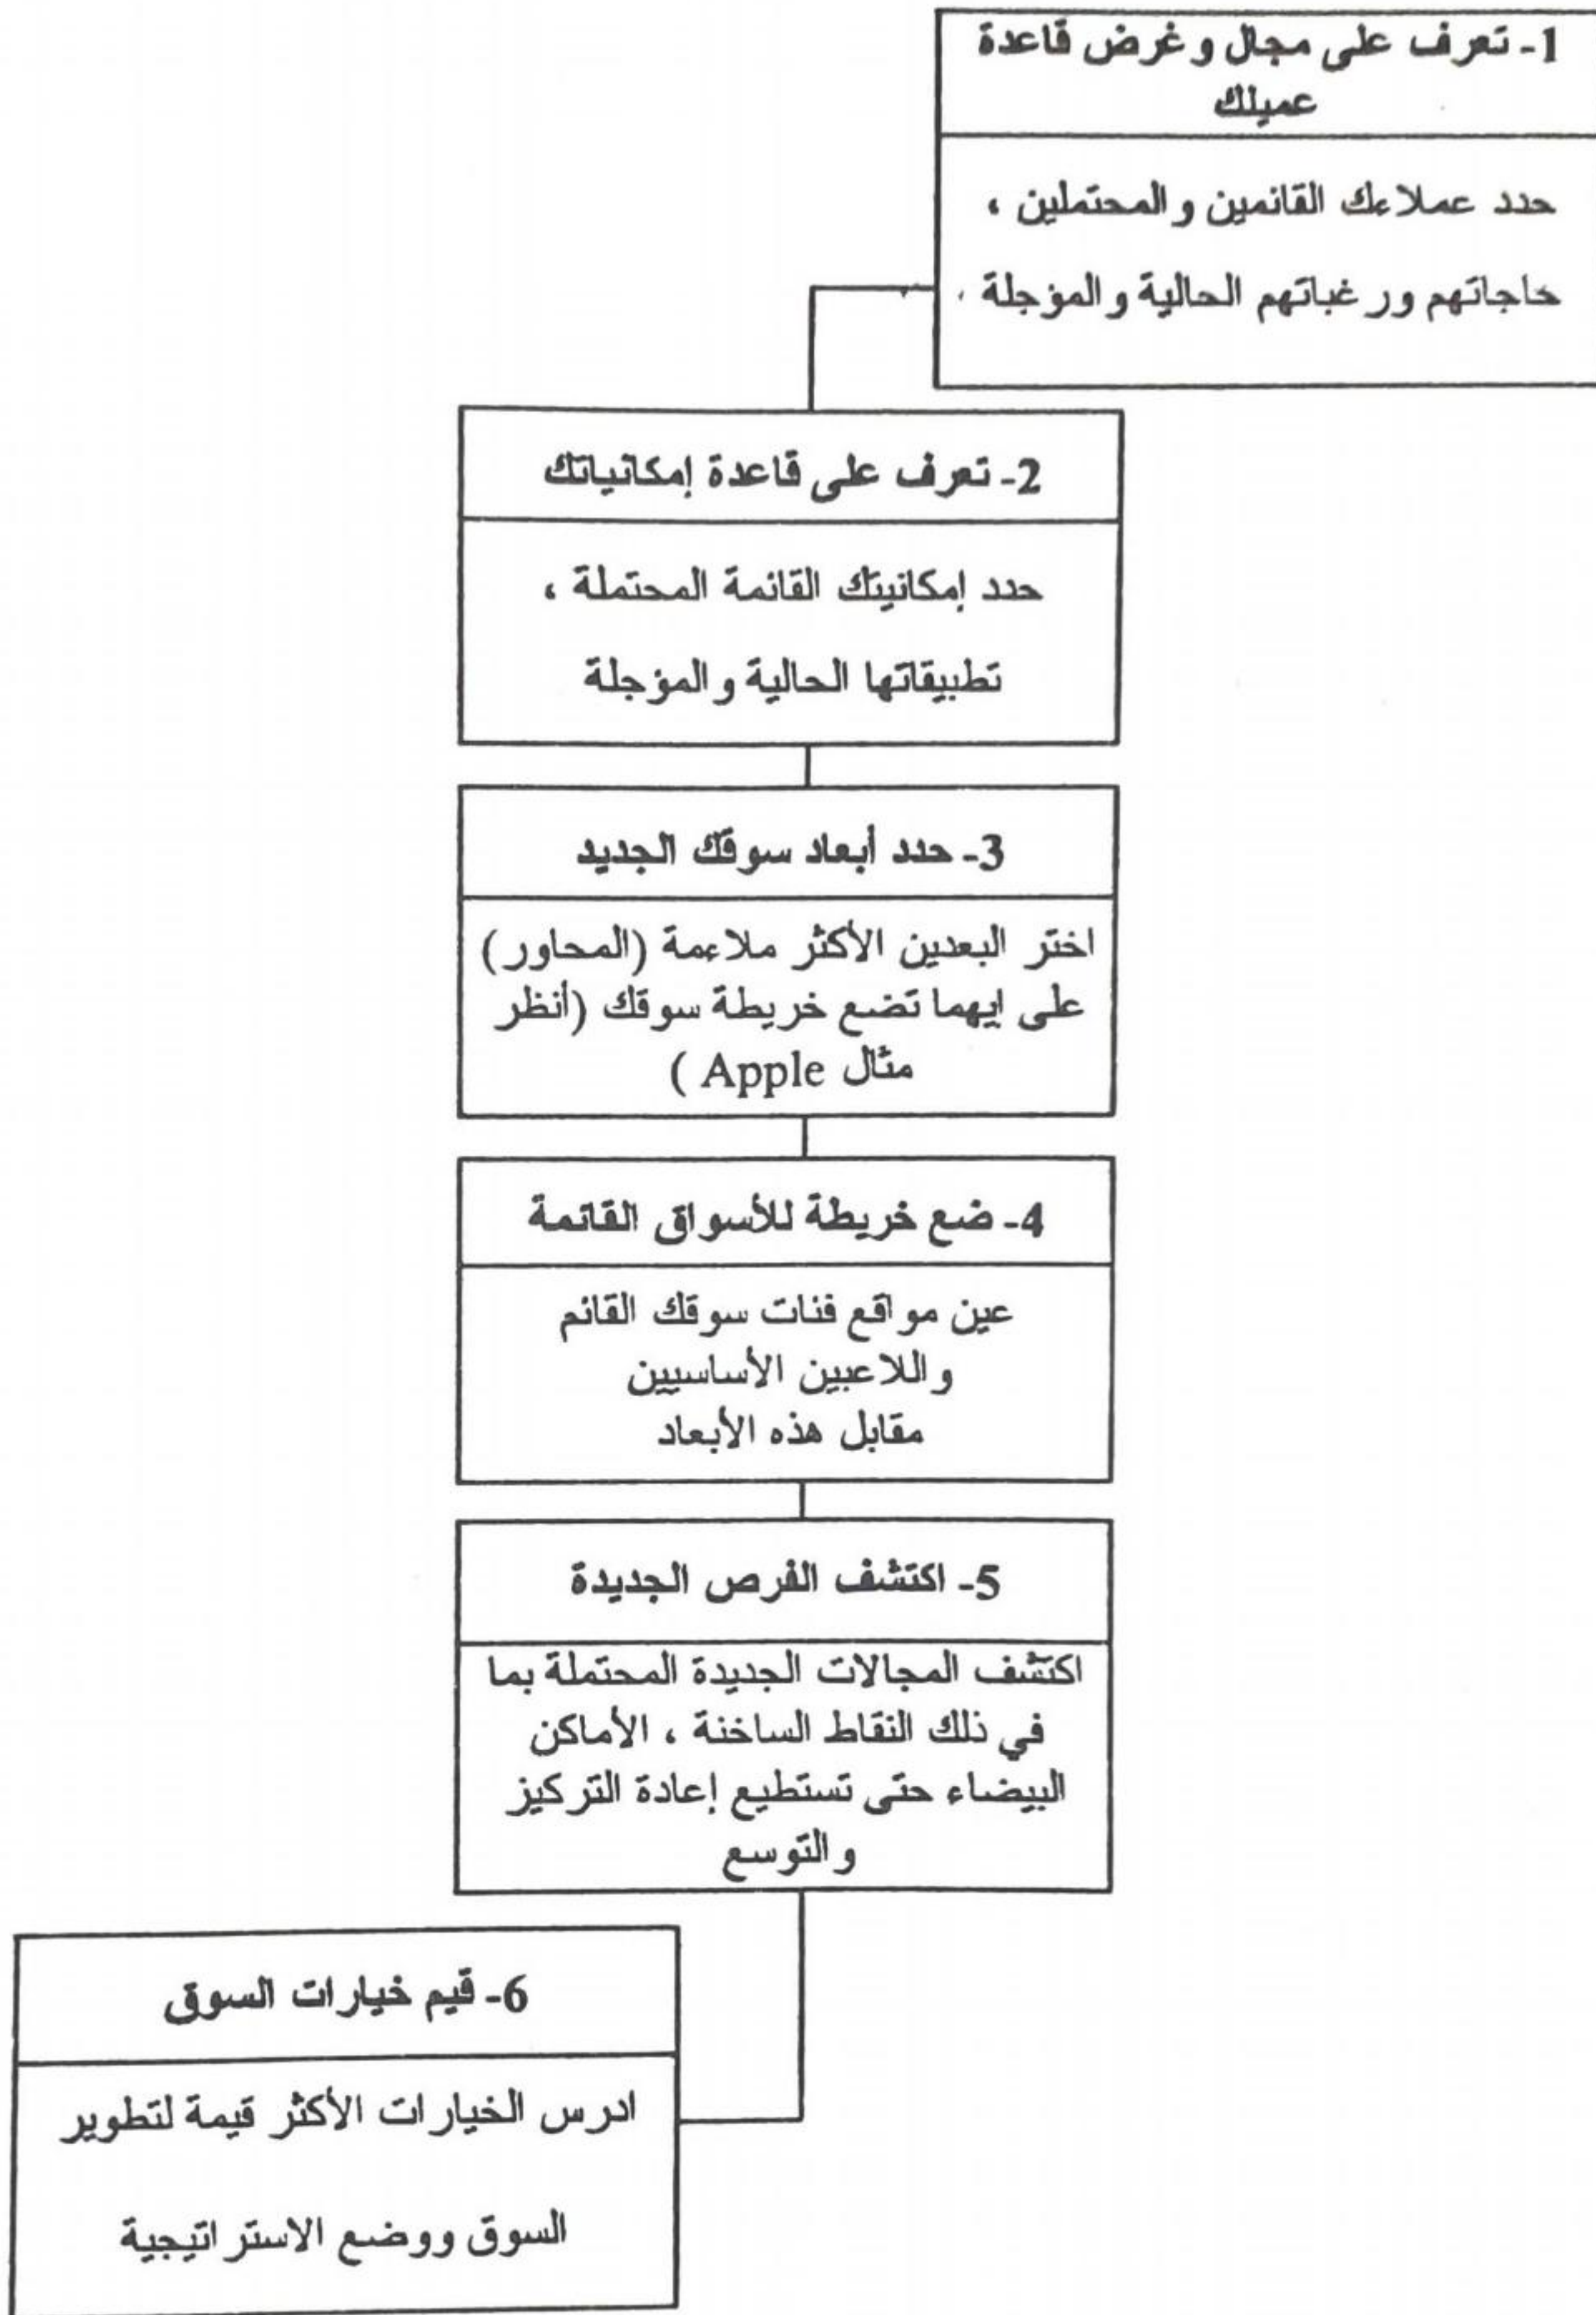 1- تعرف على مجال وغرض قاعدة
عميلك
حدد عملاءك القائمين والمحتملين ،
حاجاتهم ورغباتهم الحالية والمؤجلة .
2- تعرف على قاعدة إمكانياتك
حدد إمكانيتك القائمة المحتملة ،
تطبيقاتها الحالية والمؤجلة
3- حدد أبعاد سوقك الجديد
اختر البعدين الأكثر ملاءمة (المحاور)
على ايهما تضع خريطة سوقك (أنظر
مثال Apple )
4- ضع خريطة للأسواق القائمة
عين مواقع فئات سوقك القائم
واللاعبين الأساسيين
مقابل هذه الأبعاد
5- اكتشف الفرص الجديدة
اكتشف المجالات الجديدة المحتملة بما
في ذلك النقاط الساخنة ، الأماكن
البيضاء حتى تستطيع إعادة التركيز
والتوسع
6- قيم خيارات السوق
ادرس الخيارات الأكثر قيمة لتطوير
السوق ووضع الاستراتيجية